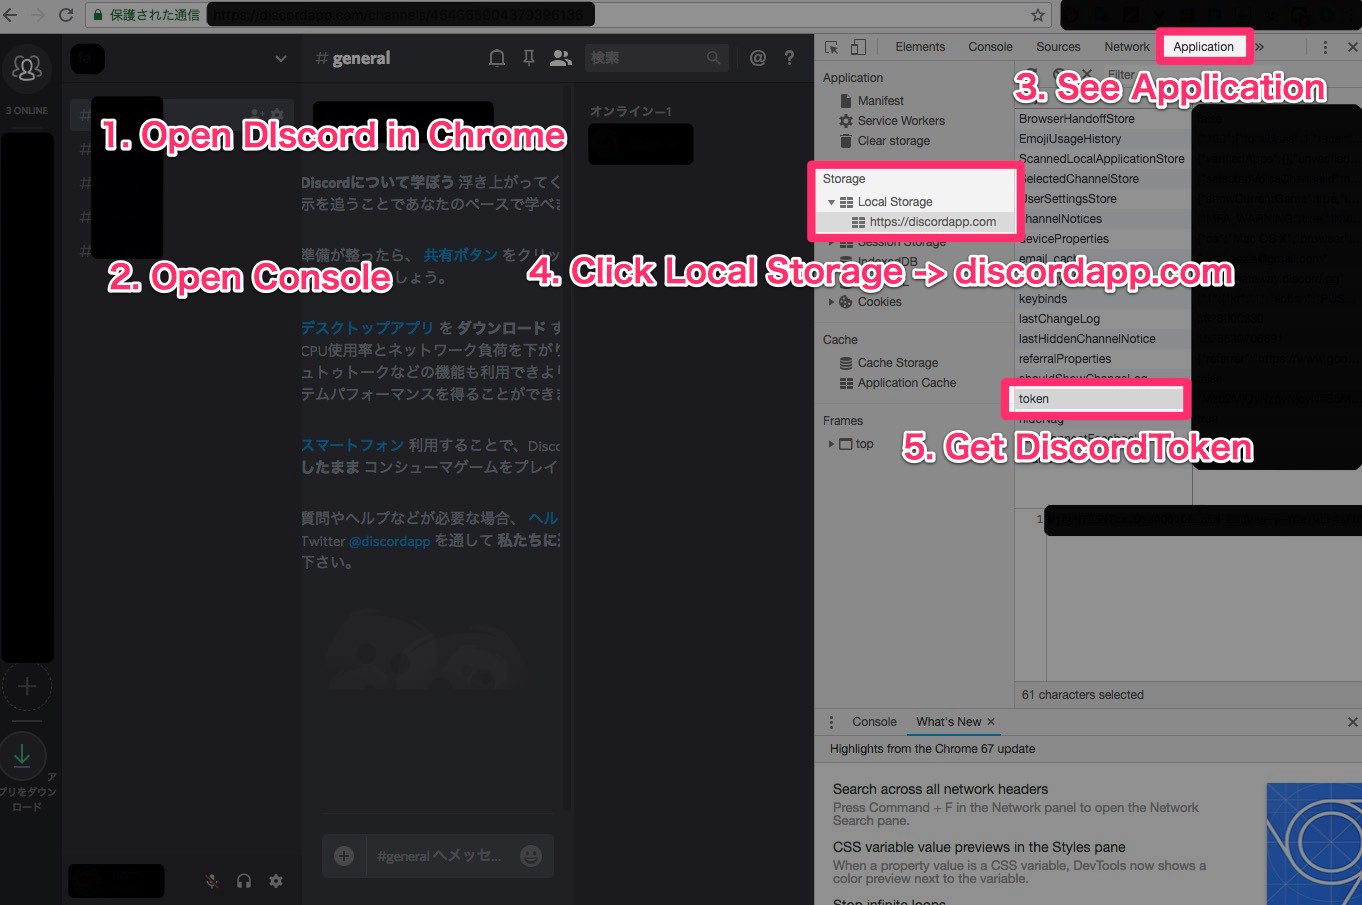 保護された通信
https://discordapp.com/channels/
3 ONLINE
プリをダウン
ロード
#general
検索
@
?
オンライン—1
1. Open DIscord in Chrome
2. Open Console
3. See Application
4. Click Local Storage -> discordapp.com
5. Get DiscordToken
Discordについて学ぼう 浮き上がってく
示を追うことであなたのペースで学べ
準備が整ったら、 共有ボタン をクリッ
しょう。
デスクトップアプリ を ダウンロード す
CPU使用率とネットワーク負荷を下がり
ュトゥトークなどの機能も利用できより
テムパフォーマンスを得ることができ
スマートフォン 利用することで、Disco
したまま コンシューマゲームをプレイ
質問やヘルプなどが必要な場合、 ヘル
Twitter @discordapp を通して 私たちに
下さい。
#general へメッセ...
Elements Console Sources Network Application »
Filter
Application
Manifest
Service Workers
Clear storage
Storage
Local Storage
https://discordapp.com
Session Storage
IndexedDB
Cookies
Cache
Cache Storage
Application Cache
Frames
top
BrowserHandoffStore
EmojiUsageHistory
ScannedLocalApplicationStore
SelectedChannelStore
UserSettingsStore
channelNotices
deviceProperties
email_cache
keybinds
lastChangeLog
lastHiddenChannelNotice
referralProperties
shouldShowChangeLog
token
hideNag
1
61 characters selected
Console What's New ×
Highlights from the Chrome 67 update
Search across all network headers
Press Command + F in the Network panel to open the Network
Search pane.
CSS variable value previews in the Styles pane
When a property value is a CSS variable, DevTools now shows a
color preview next to the variable.
Stop infinite loops